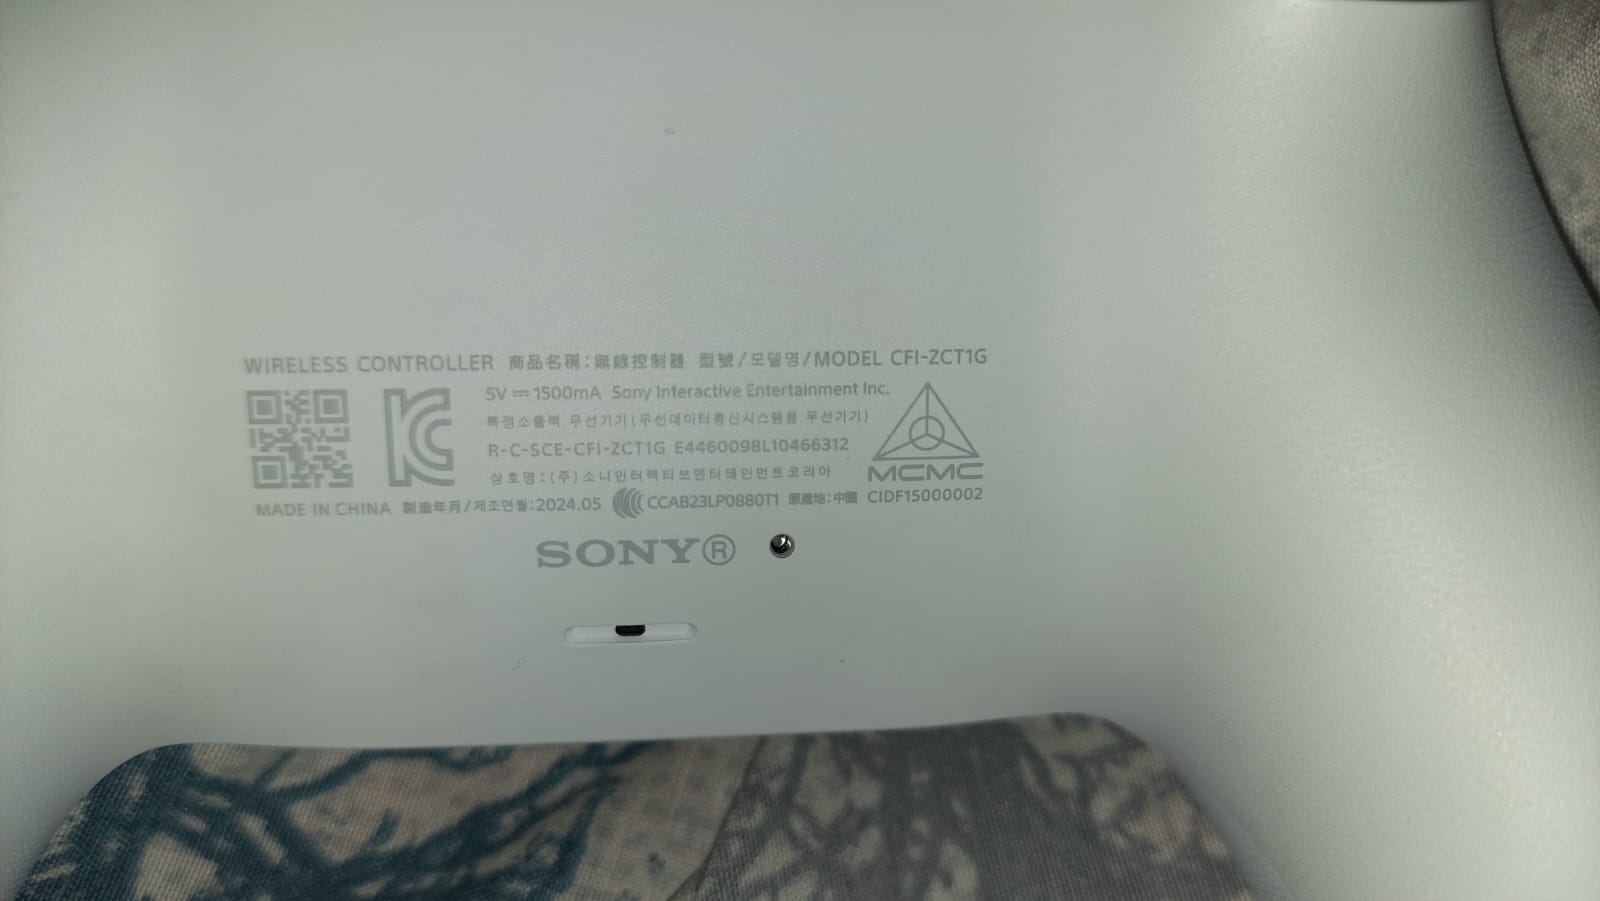 WIRELESS CONTROLLER 商品名稱:無線控制器 型號/모델명/MODEL CFI-ZCT1G
5V⎓1500mA Sony Interactive Entertainment Inc.
특정소출력 무선기기(무선데이터통신시스템용 무선기기)
R-C-SCE-CFI-ZCT1G E4460098L10466312
상호명:(주)소니인터랙티브엔터테인먼트코리아
MCMC
MADE IN CHINA 製造年月/제조연월:2024.05 CCAB23LP0880T1 原產地:中國 CIDF15000002
SONY®